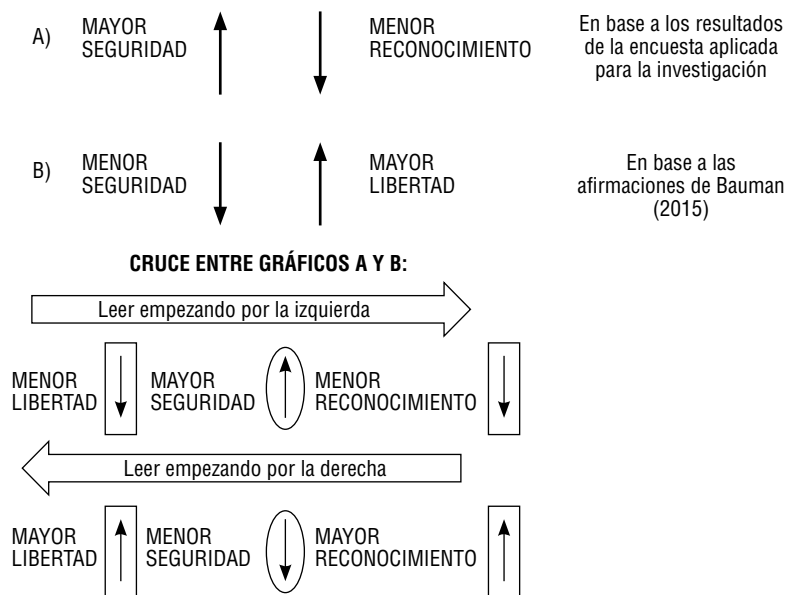 A)
MAYOR
SEGURIDAD
MENOR
RECONOCIMIENTO
En base a los resultados
de la encuesta aplicada
para la investigación
B)
MENOR
SEGURIDAD
MAYOR
LIBERTAD
En base a las
afirmaciones de Bauman
(2015)
CRUCE ENTRE GRÁFICOS A Y B:
Leer empezando por la izquierda
MENOR
LIBERTAD
MAYOR
SEGURIDAD
MENOR
RECONOCIMIENTO
Leer empezando por la derecha
MAYOR
LIBERTAD
MENOR
SEGURIDAD
MAYOR
RECONOCIMIENTO